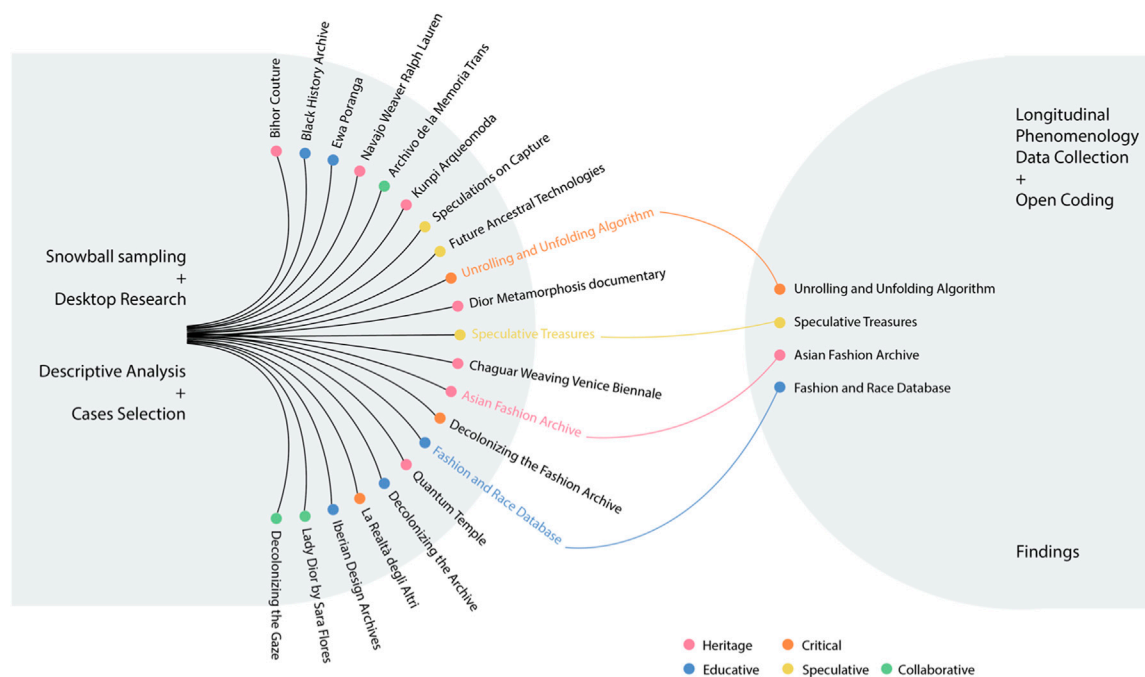 Snowball sampling
+
Desktop Research
Descriptive Analysis
+
Cases Selection
Bihor Couture
Black History Archive
Ewa Poranga
Navajo Weaver Ralph Lauren
Archivo de la Memoria Trans
Kunpi Arqueomoda
Speculations on Capture
Future Ancestral Technologies
Unrolling and Unfolding Algorithm
Dior Metamorphosis documentary
Speculative Treasures
Chaguar Weaving Venice Biennale
Asian Fashion Archive
Decolonizing the Fashion Archive
Fashion and Race Database
Quantum Temple
Decolonizing the Archive
La Realtà degli Altri
Iberian Design Archives
Lady Dior by Sara Flores
Decolonizing the Gaze
Unrolling and Unfolding Algorithm
Speculative Treasures
Asian Fashion Archive
Fashion and Race Database
Longitudinal
Phenomenology
Data Collection
+
Open Coding
Findings
Heritage
Critical
Educative
Speculative
Collaborative